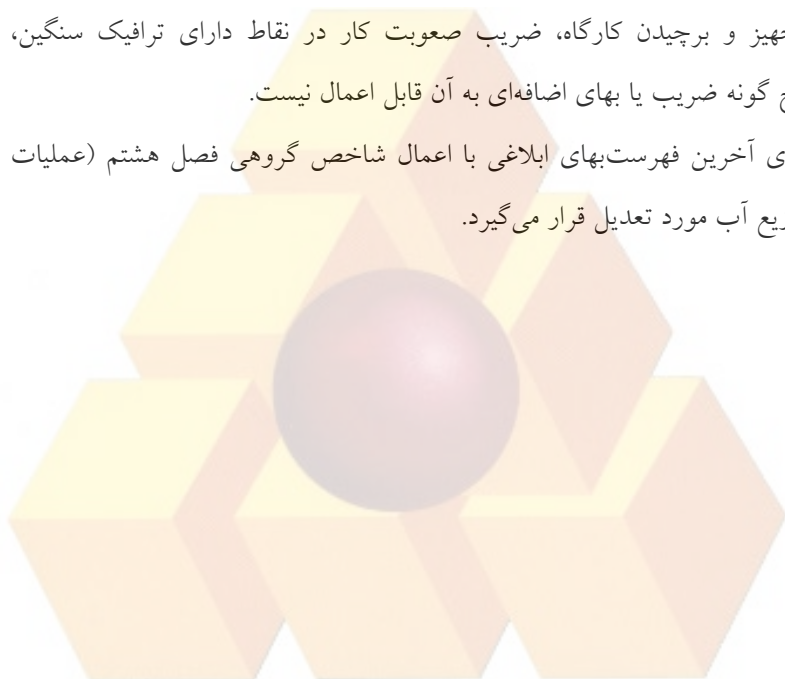 جهیز و برچیدن کارگاه، ضریب صعوبت کار در نقاط دارای ترافیک سنگین،
گونه ضریب یا بهای اضافه‌ای به آن قابل اعمال نیست.
آخرین فهرست‌بهای ابلاغی با اعمال شاخص گروهی فصل هشتم (عملیات
آب مورد تعدیل قرار می‌گیرد.